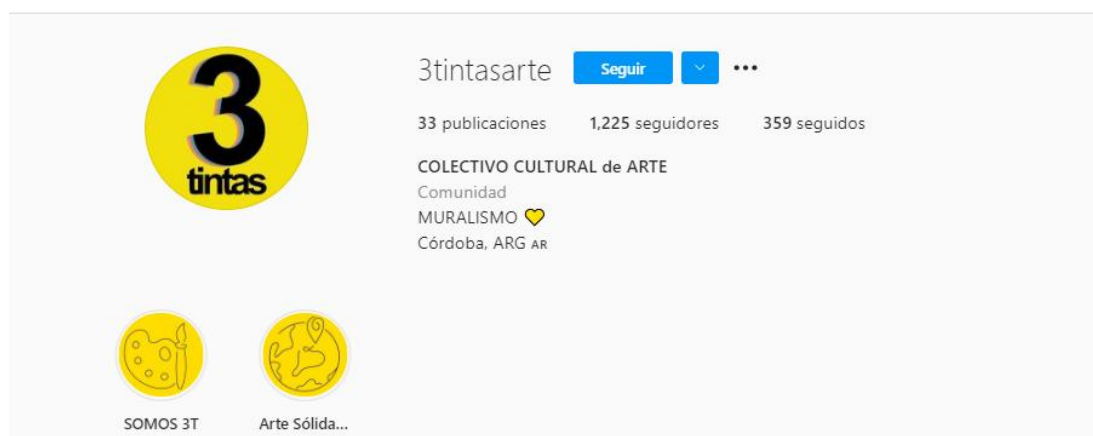 3
tintas
3tintasarte Seguir
33 publicaciones 1,225 seguidores 359 seguidos
COLECTIVO CULTURAL de ARTE
Comunidad
MURALISMO 💛
Córdoba, ARG AR
SOMOS 3T Arte Sólida...